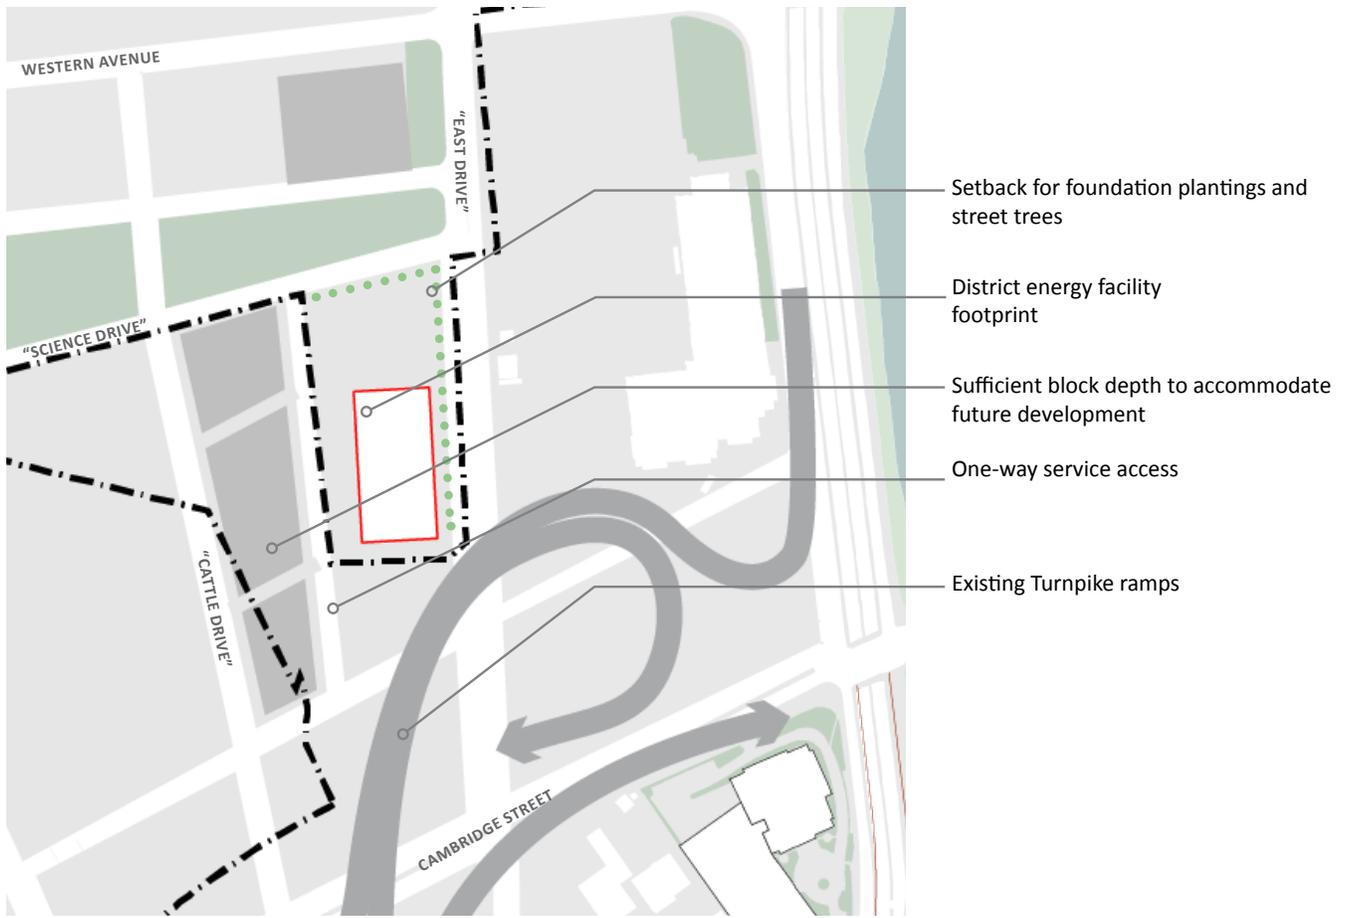 WESTERN AVENUE
“EAST DRIVE”
Setback for foundation plantings and
street trees
District energy facility
footprint
“SCIENCE DRIVE”
Sufficient block depth to accommodate
future development
One-way service access
“CATTLE DRIVE”
Existing Turnpike ramps
CAMBRIDGE STREET